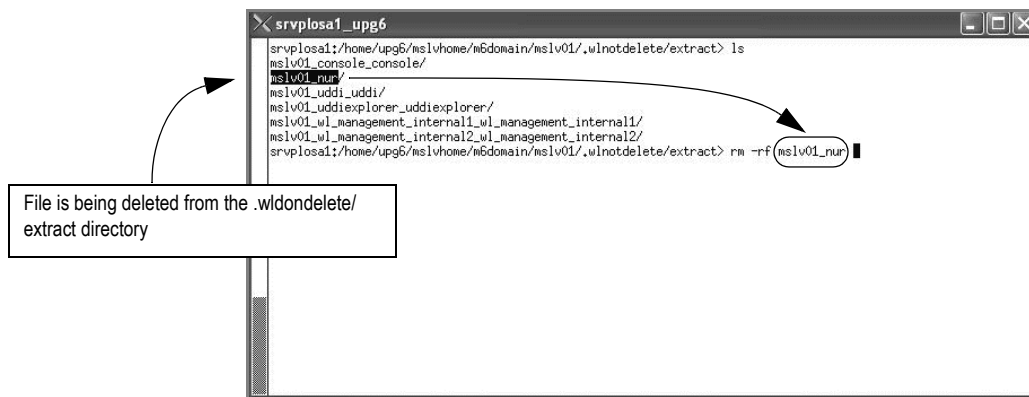 srvplosa1_upg6
srvplosa1:/home/upg6/mslvhome/m6domain/mslv01/.wlnotdelete/extract> ls
mslv01_console_console/
mslv01_nur/
mslv01_uddi_uddi/
mslv01_uddiexplorer_uddiexplorer/
mslv01_wl_management_internal1_wl_management_internal1/
mslv01_wl_management_internal2_wl_management_internal2/
srvplosa1:/home/upg6/mslvhome/m6domain/mslv01/.wlnotdelete/extract> rm -rf mslv01_nur
File is being deleted from the .wldondelete/
extract directory